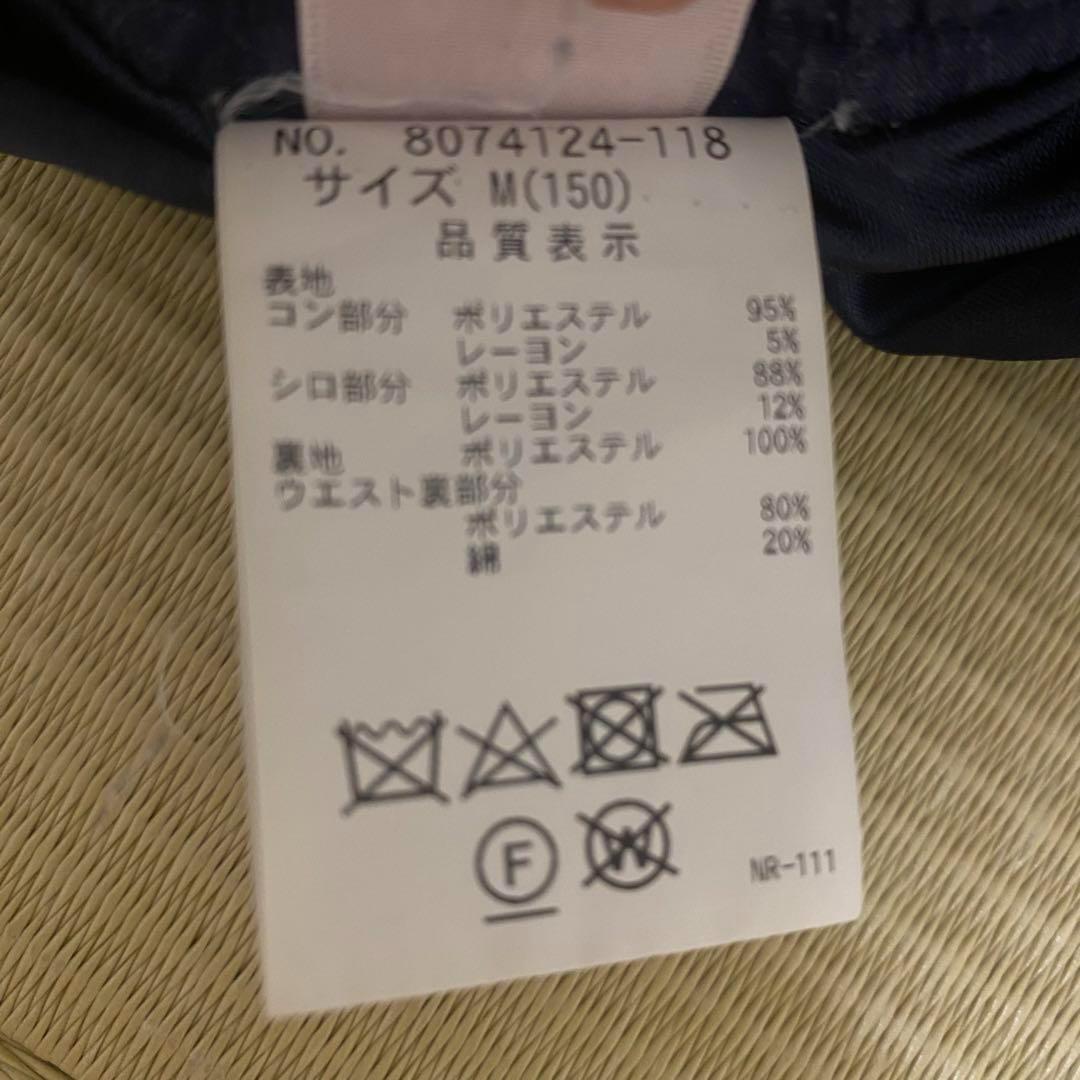 NO. 8074124-118
サイズ M(150)
品質表示
表地
コン部分 ポリエステル 95%
レーヨン 5%
シロ部分 ポリエステル 88%
レーヨン 12%
裏地 ポリエステル 100%
ウエスト裏部分
ポリエステル 80%
綿 20%
F W
NR-111